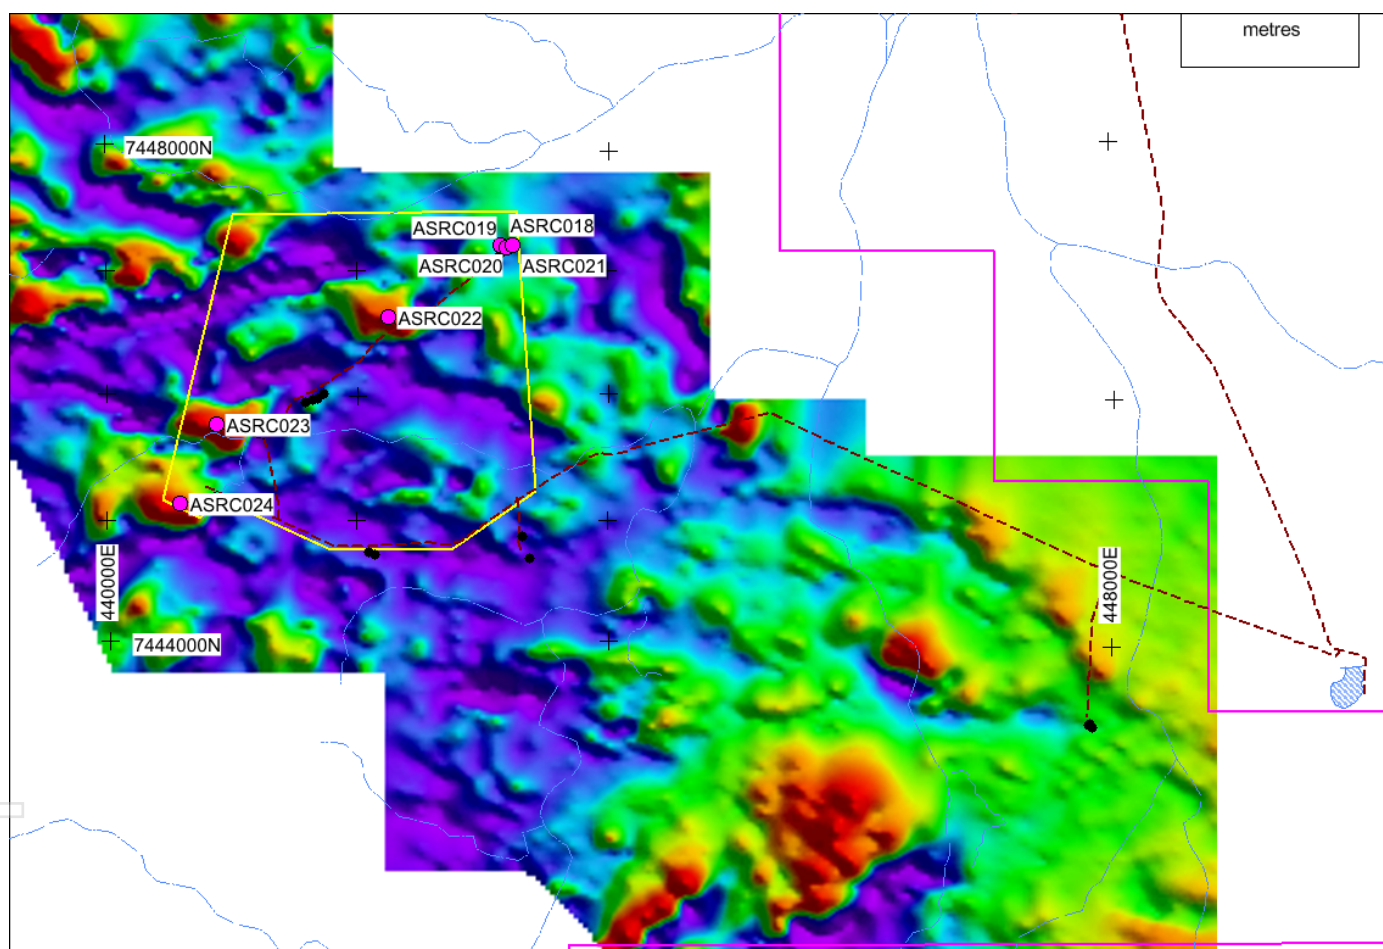 metres
7448000N
ASRC019 ASRC018
ASRC020 ASRC021
ASRC022
ASRC023
ASRC024
440000E
448000E
7444000N